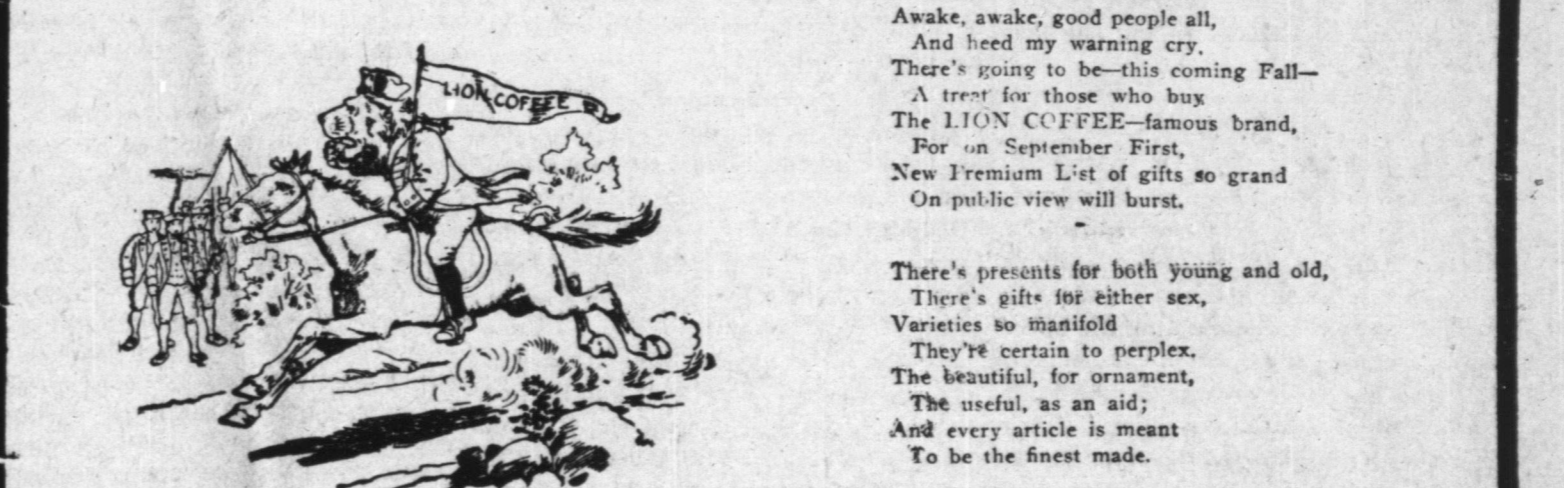 LION COFFEE
Awake, awake, good people all,
And heed my warning cry.
There's going to be—this coming Fall—
A treat for those who buy
The LION COFFEE—famous brand,
For on September First,
New Premium List of gifts so grand
On public view will burst.
There's presents for both young and old,
There's gifts for either sex,
Varieties so manifold
They're certain to perplex.
The beautiful, for ornament,
The useful, as an aid;
And every article is meant
To be the finest made.